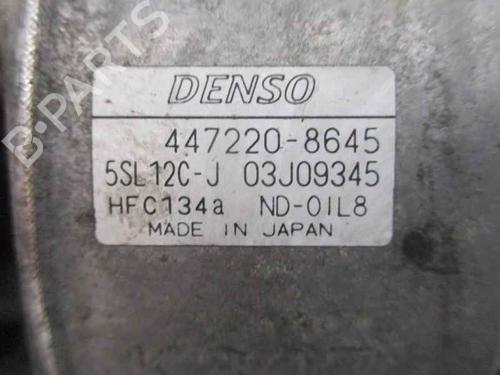 B-PARTS
DENSO
447220-8645
5SL12C-J 03J09345
HFC134a ND-OIL8
MADE IN JAPAN